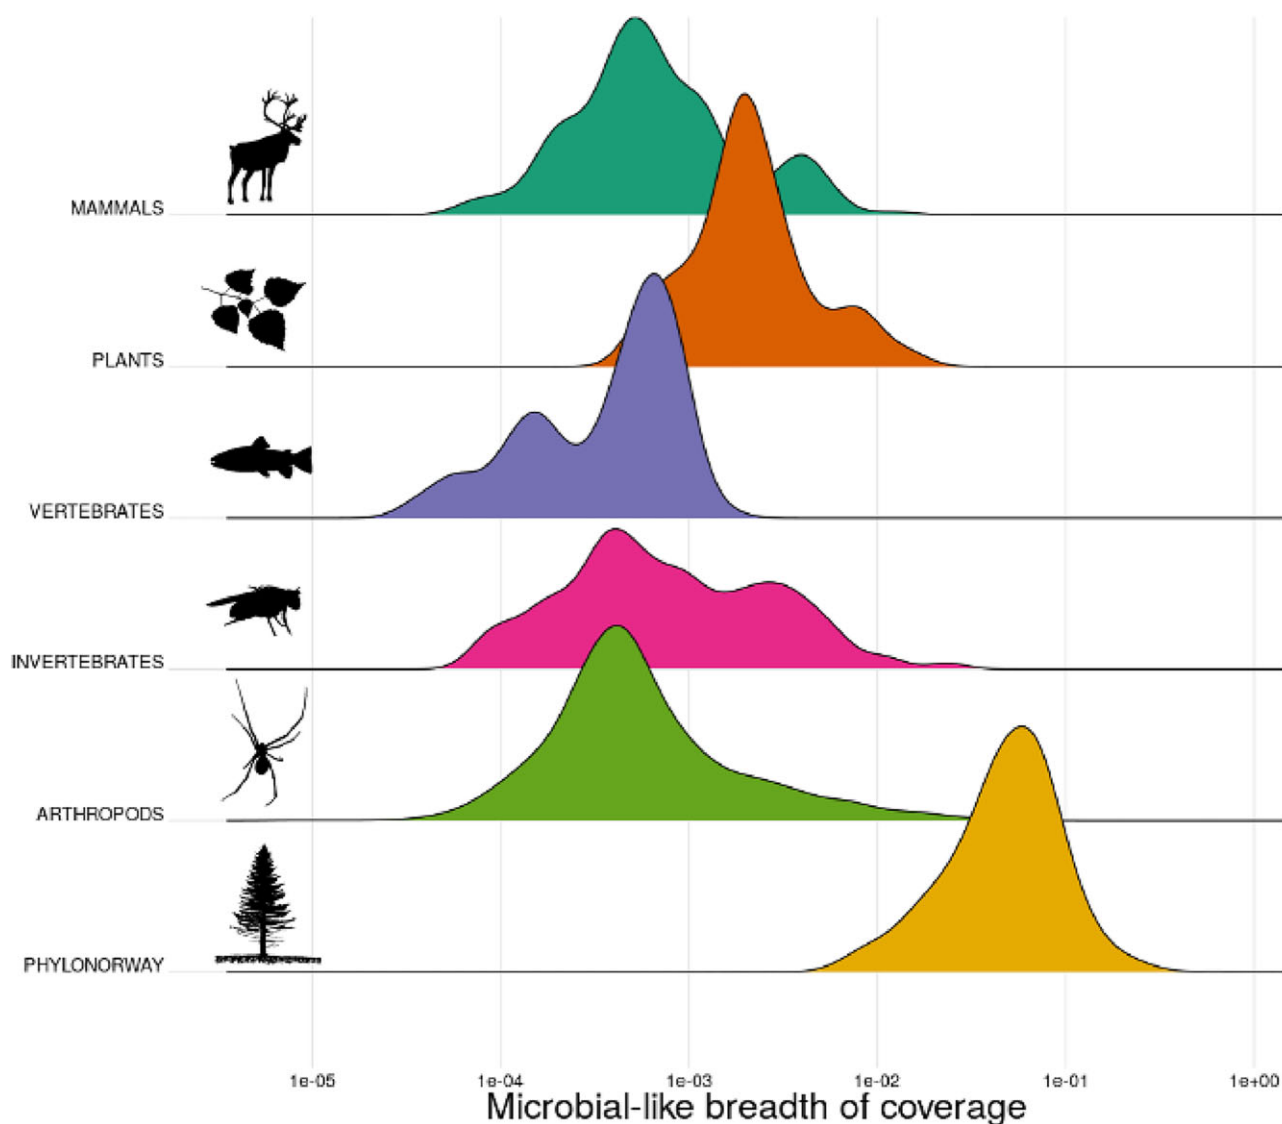 MAMMALS
PLANTS
VERTEBRATES
INVERTEBRATES
ARTHROPODS
PHYLONORWAY
1e-05 1e-04 1e-03 1e-02 1e-01 1e+00
Microbial-like breadth of coverage